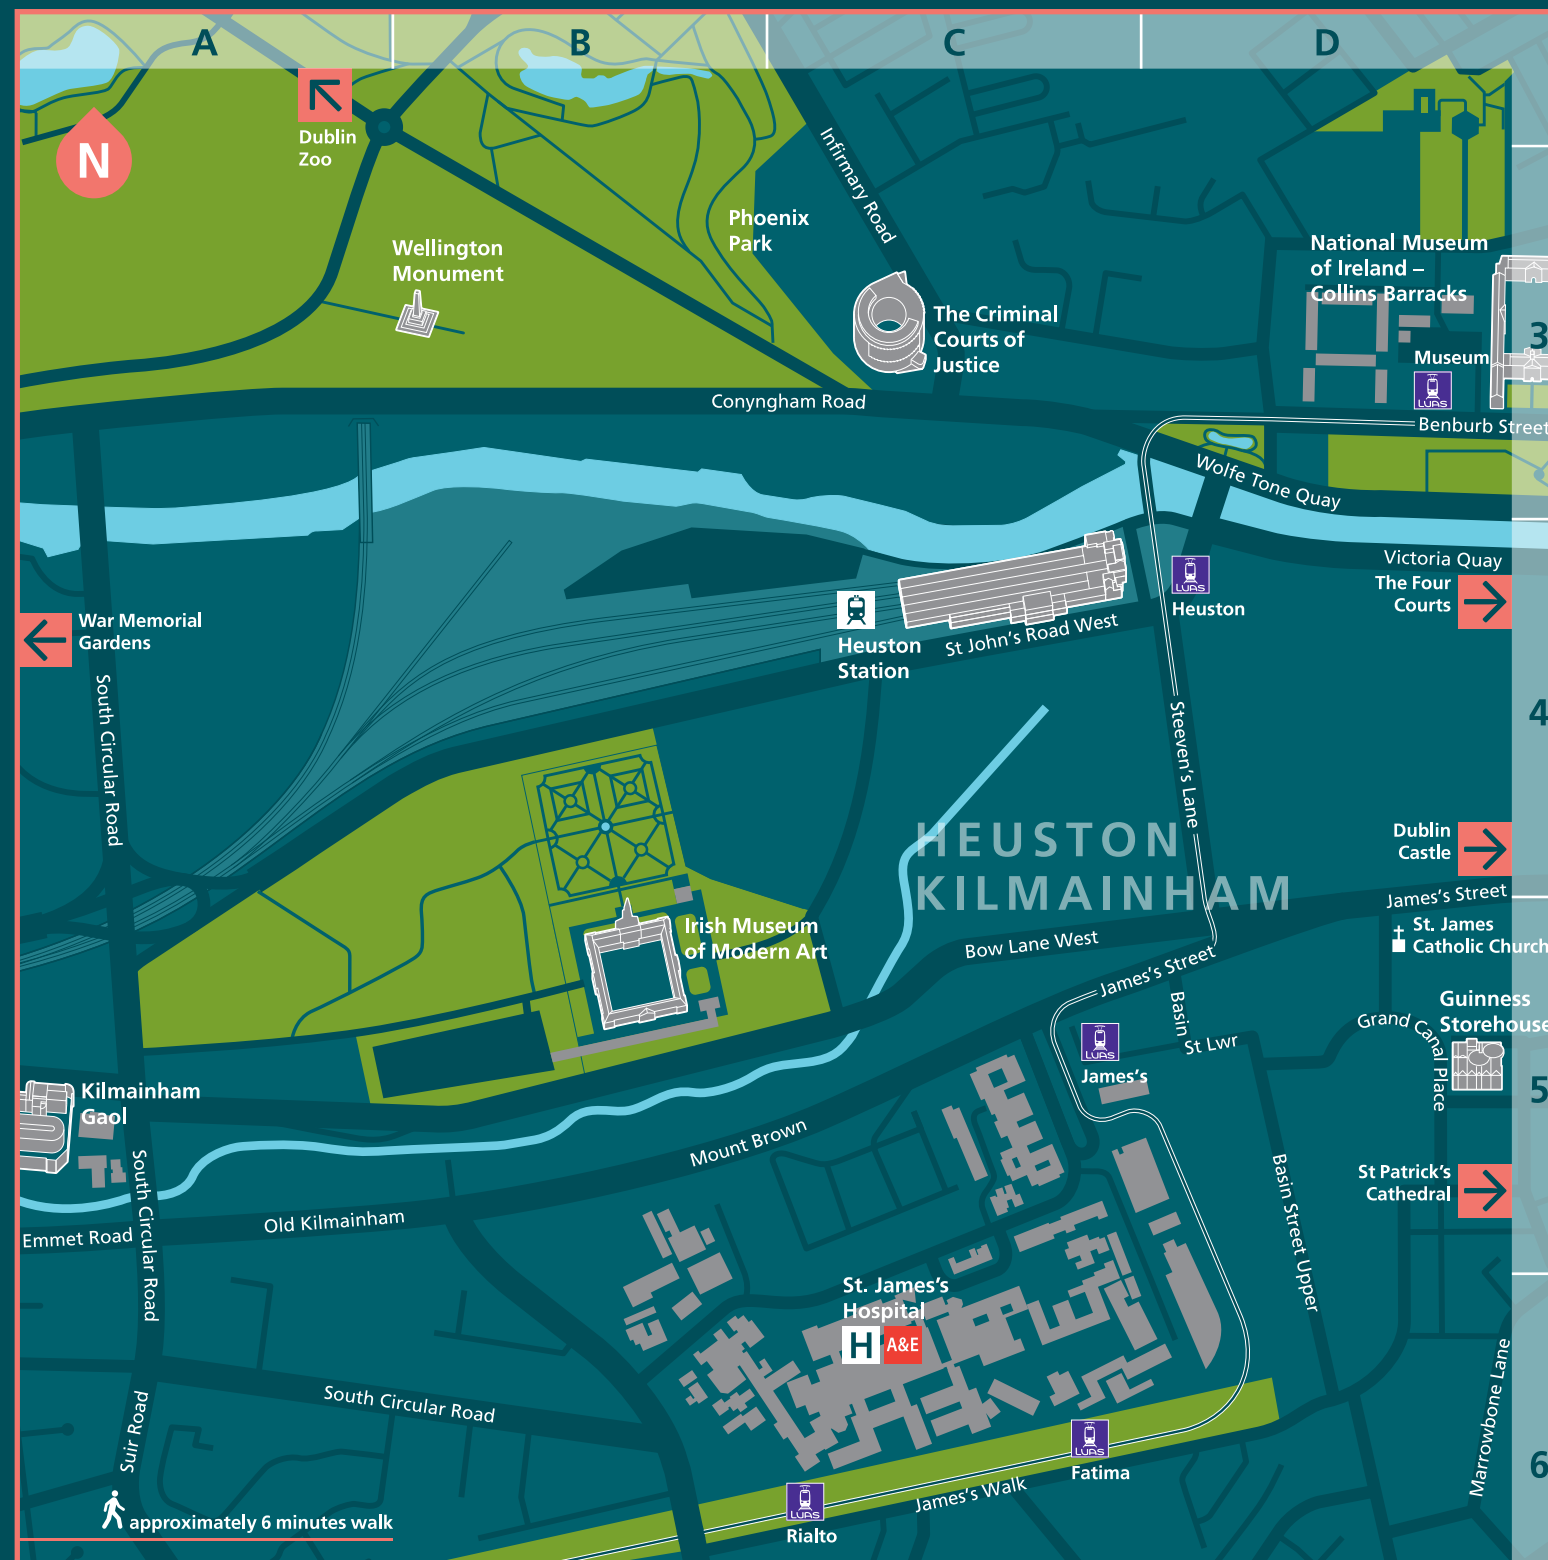 A
B
C
D
N
Dublin
Zoo
Infirmary Road
Phoenix
Park
Wellington
Monument
National Museum
of Ireland –
Collins Barracks
The Criminal
Courts of
Justice
3
Museum
LUAS
Conyngham Road
Benburb Street
Wolfe Tone Quay
Victoria Quay
The Four
Courts
LUAS
Heuston
War Memorial
Gardens
Heuston
Station
St John's Road West
South Circular Road
Steeven's Lane
4
HEUSTON
KILMAINHAM
Dublin
Castle
James's Street
St. James
Catholic Church
Irish Museum
of Modern Art
Bow Lane West
James's Street
Basin
St Lwr
Guinness
Storehouse
Grand Canal Place
LUAS
James's
5
Kilmainham
Gaol
Mount Brown
South Circular Road
Old Kilmainham
Emmet Road
Basin Street Upper
St Patrick's
Cathedral
St. James's
Hospital
H A&E
South Circular Road
Suir Road
Marrowbone Lane
LUAS
Fatima
James's Walk
LUAS
Rialto
6
approximately 6 minutes walk